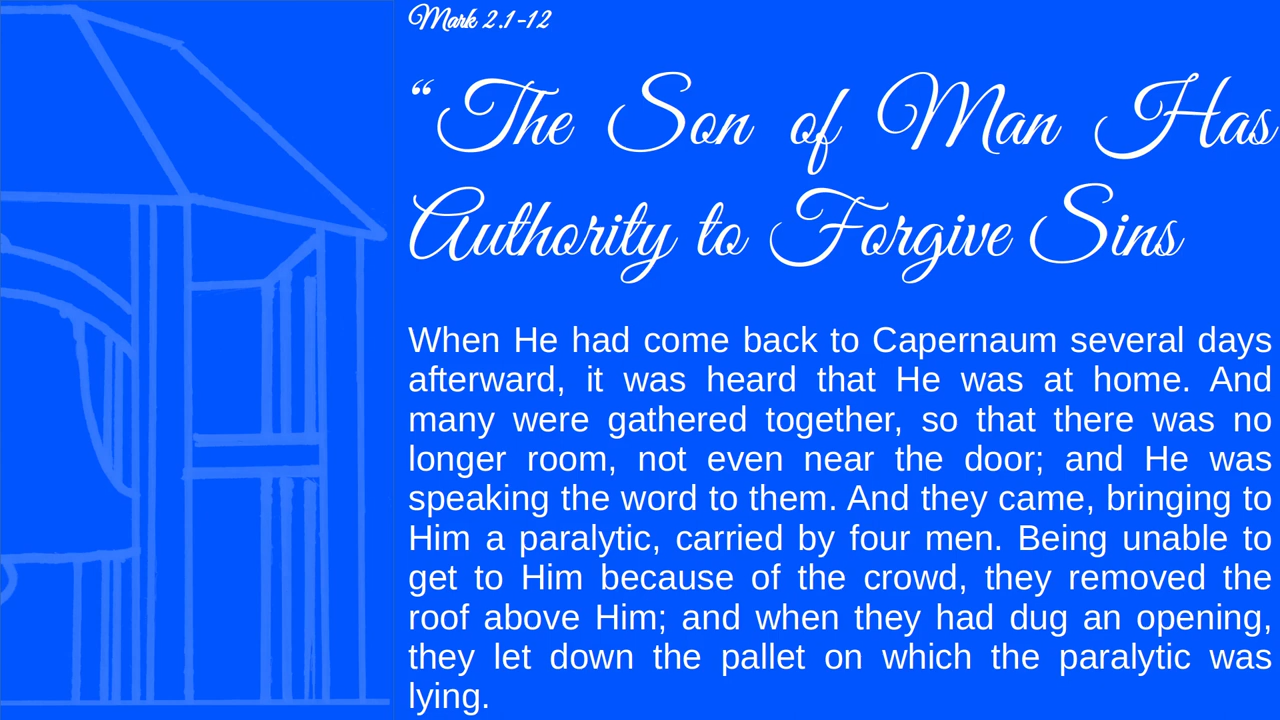 Mark 2.1-12
“The Son of Man Has
Authority to Forgive Sins
When He had come back to Capernaum several days
afterward, it was heard that He was at home. And
many were gathered together, so that there was no
longer room, not even near the door; and He was
speaking the word to them. And they came, bringing to
Him a paralytic, carried by four men. Being unable to
get to Him because of the crowd, they removed the
roof above Him; and when they had dug an opening,
they let down the pallet on which the paralytic was
lying.